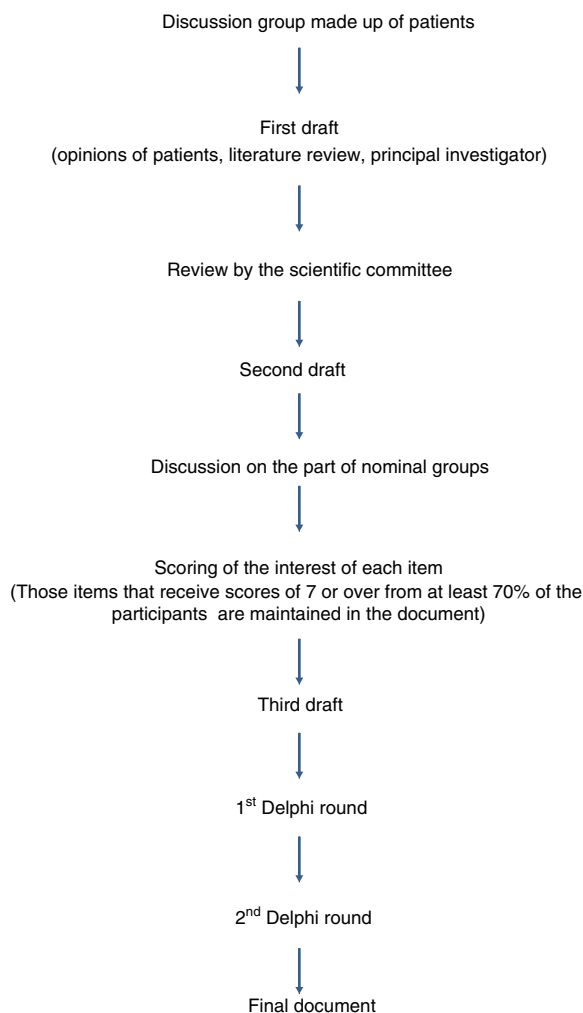 Discussion group made up of patients
First draft
(opinions of patients, literature review, principal investigator)
Review by the scientific committee
Second draft
Discussion on the part of nominal groups
Scoring of the interest of each item
(Those items that receive scores of 7 or over from at least 70% of the
participants are maintained in the document)
Third draft
1st Delphi round
2nd Delphi round
Final document